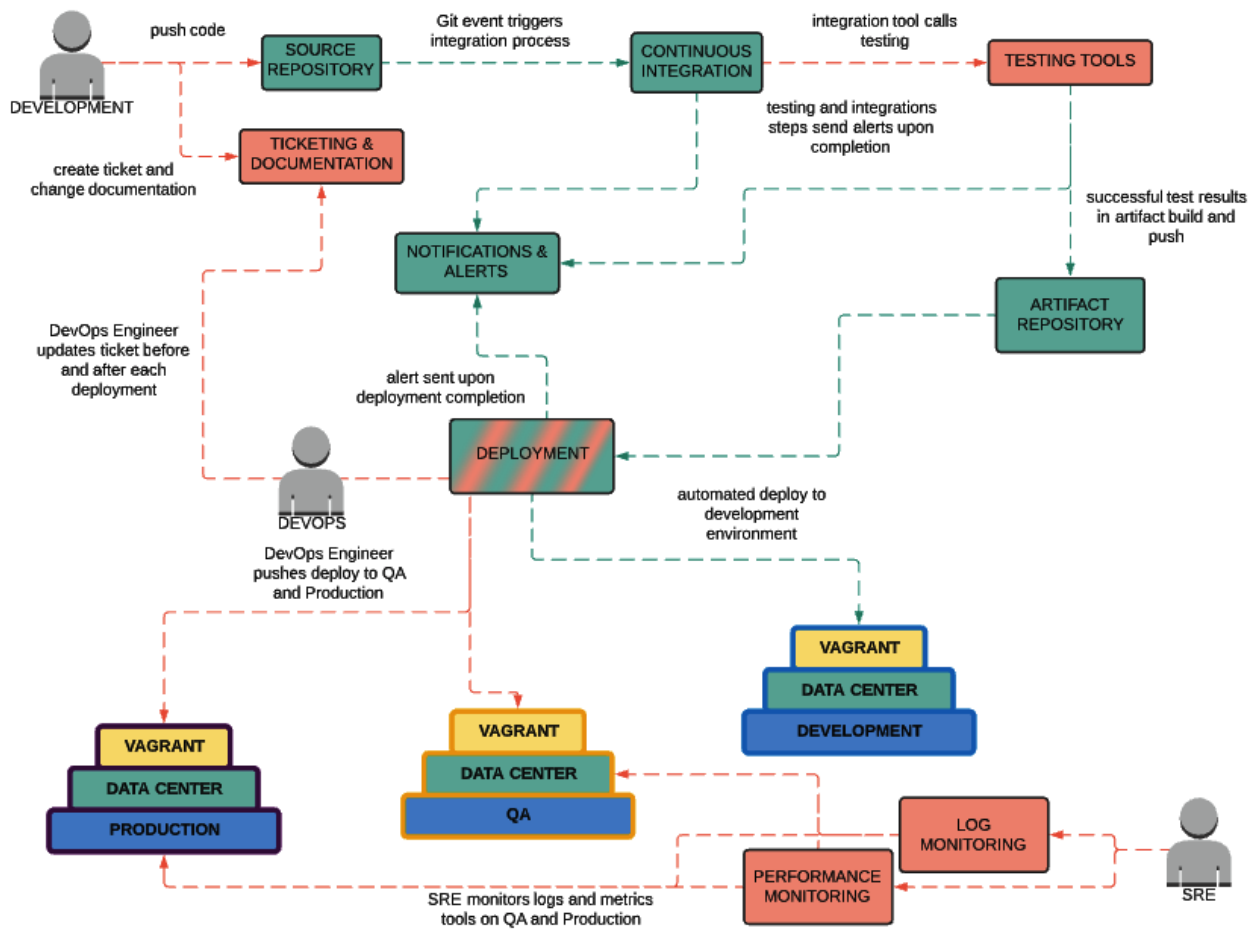 push code
Git event triggers
integration process
integration tool calls
testing
SOURCE
REPOSITORY
CONTINUOUS
INTEGRATION
TESTING TOOLS
DEVELOPMENT
testing and integrations
steps send alerts upon
completion
TICKETING &
DOCUMENTATION
create ticket and
change documentation
successful test results
in artifact build and
push
NOTIFICATIONS &
ALERTS
ARTIFACT
REPOSITORY
DevOps Engineer
updates ticket before
and after each
deployment
alert sent upon
deployment completion
DEPLOYMENT
DEVOPS
automated deploy to
development
environment
DevOps Engineer
pushes deploy to QA
and Production
VAGRANT
DATA CENTER
DEVELOPMENT
VAGRANT
DATA CENTER
QA
VAGRANT
DATA CENTER
PRODUCTION
LOG
MONITORING
PERFORMANCE
MONITORING
SRE
SRE monitors logs and metrics
tools on QA and Production